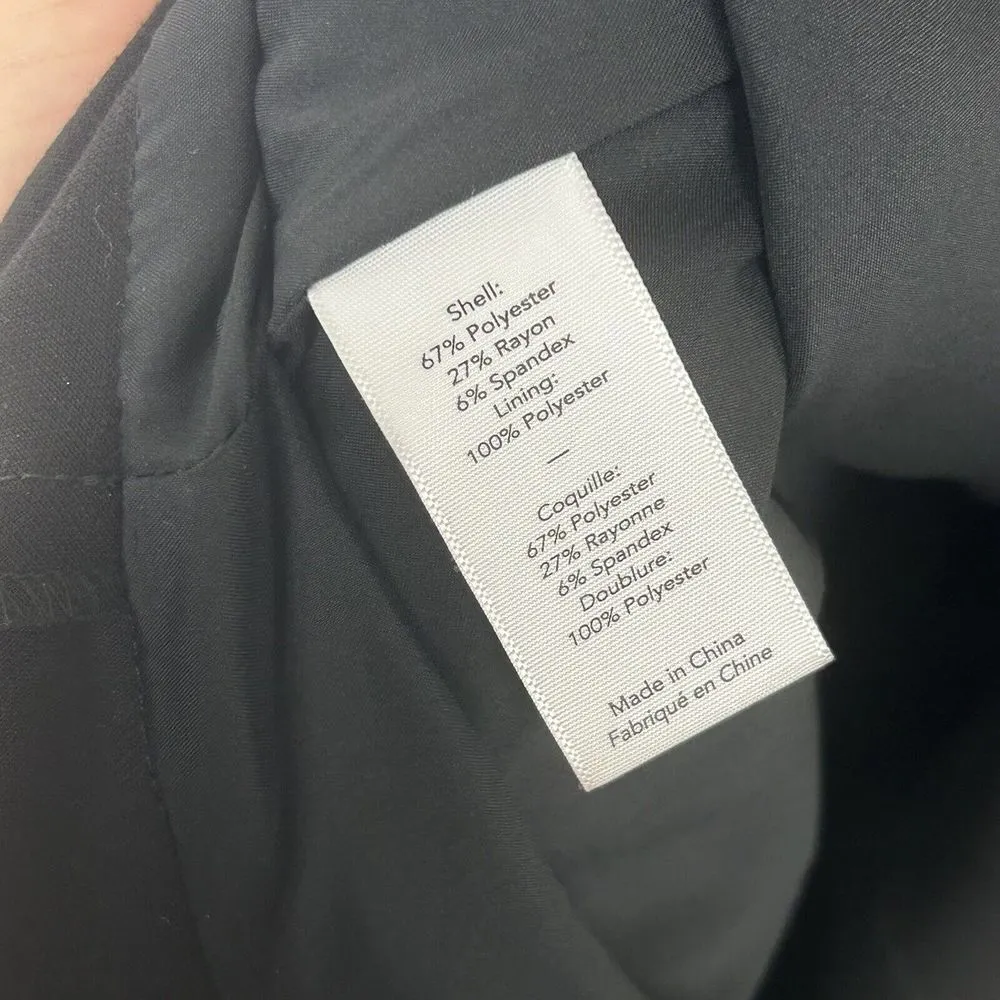 Shell:
67% Polyester
27% Rayon
6% Spandex
Lining:
100% Polyester
—
Coquille:
67% Polyester
27% Rayonne
6% Spandex
Doublure:
100% Polyester
Made in China
Fabriqué en Chine